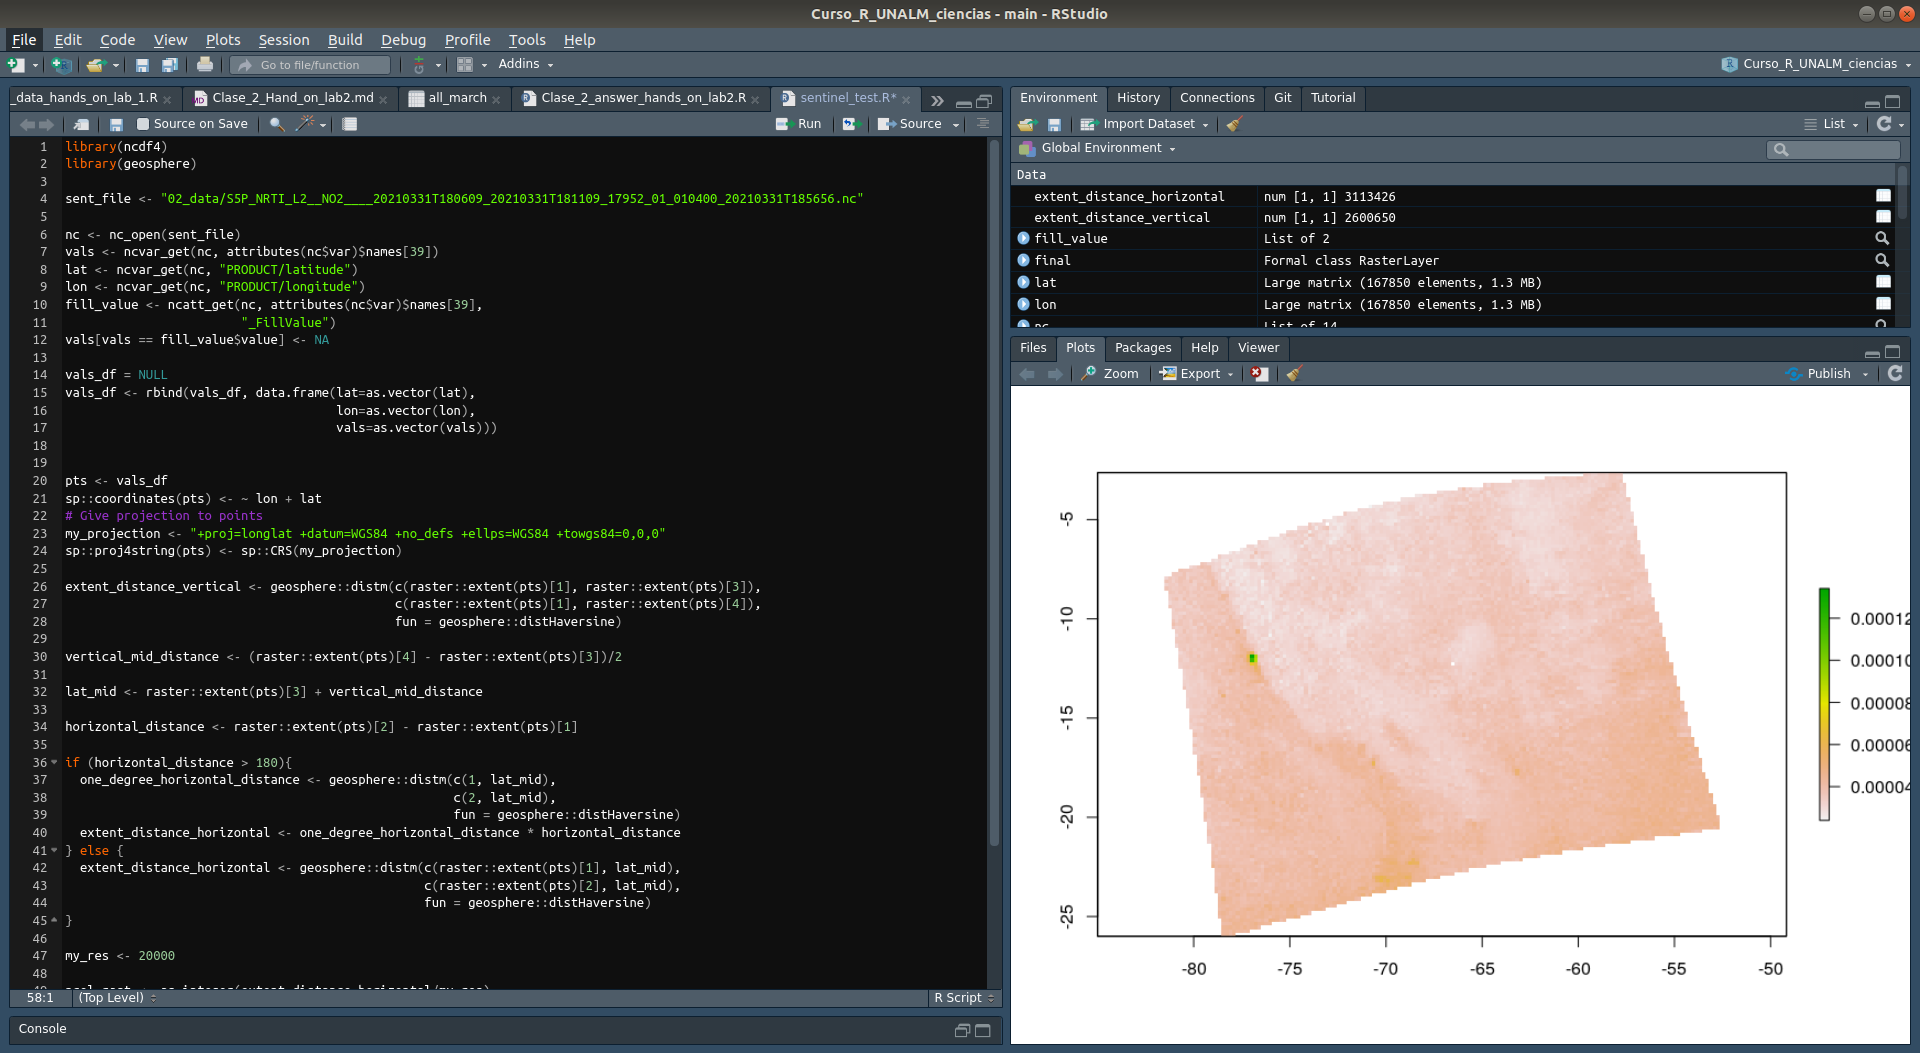 Curso_R_UNALM_ciencias - main - RStudio
File Edit Code View Plots Session Build Debug Profile Tools Help
Go to file/function Addins Curso_R_UNALM_ciencias
_data_hands_on_lab_1.R Clase_2_Hand_on_lab2.md all_march Clase_2_answer_hands_on_lab2.R sentinel_test.R*
Source on Save Run Source
1 library(ncdf4)
2 library(geosphere)
3
4 sent_file <- "02_data/S5P_NRTI_L2__NO2____20210331T180609_20210331T181109_17952_01_010400_20210331T185656.nc"
5
6 nc <- nc_open(sent_file)
7 vals <- ncvar_get(nc, attributes(nc$var)$names[39])
8 lat <- ncvar_get(nc, "PRODUCT/latitude")
9 lon <- ncvar_get(nc, "PRODUCT/longitude")
10 fill_value <- ncatt_get(nc, attributes(nc$var)$names[39],
11 "_FillValue")
12 vals[vals == fill_value$value] <- NA
13
14 vals_df = NULL
15 vals_df <- rbind(vals_df, data.frame(lat=as.vector(lat),
16 lon=as.vector(lon),
17 vals=as.vector(vals)))
18
19
20 pts <- vals_df
21 sp::coordinates(pts) <- ~ lon + lat
22 # Give projection to points
23 my_projection <- "+proj=longlat +datum=WGS84 +no_defs +ellps=WGS84 +towgs84=0,0,0"
24 sp::proj4string(pts) <- sp::CRS(my_projection)
25
26 extent_distance_vertical <- geosphere::distm(c(raster::extent(pts)[1], raster::extent(pts)[3]),
27 c(raster::extent(pts)[1], raster::extent(pts)[4]),
28 fun = geosphere::distHaversine)
29
30 vertical_mid_distance <- (raster::extent(pts)[4] - raster::extent(pts)[3])/2
31
32 lat_mid <- raster::extent(pts)[3] + vertical_mid_distance
33
34 horizontal_distance <- raster::extent(pts)[2] - raster::extent(pts)[1]
35
36 if (horizontal_distance > 180){
37 one_degree_horizontal_distance <- geosphere::distm(c(1, lat_mid),
38 c(2, lat_mid),
39 fun = geosphere::distHaversine)
40 extent_distance_horizontal <- one_degree_horizontal_distance * horizontal_distance
41 } else {
42 extent_distance_horizontal <- geosphere::distm(c(raster::extent(pts)[1], lat_mid),
43 c(raster::extent(pts)[2], lat_mid),
44 fun = geosphere::distHaversine)
45 }
46
47 my_res <- 20000
48
58:1 (Top Level) R Script
Console
Environment History Connections Git Tutorial
Import Dataset List
Global Environment
Data
extent_distance_horizontal num [1, 1] 3113426
extent_distance_vertical num [1, 1] 2600650
fill_value List of 2
final Formal class RasterLayer
lat Large matrix (167850 elements, 1.3 MB)
lon Large matrix (167850 elements, 1.3 MB)
nc List of 14
Files Plots Packages Help Viewer
Zoom Export Publish
-5
-10
-15
-20
-25
-80 -75 -70 -65 -60 -55 -50
0.00012
0.00010
0.00008
0.00006
0.00004